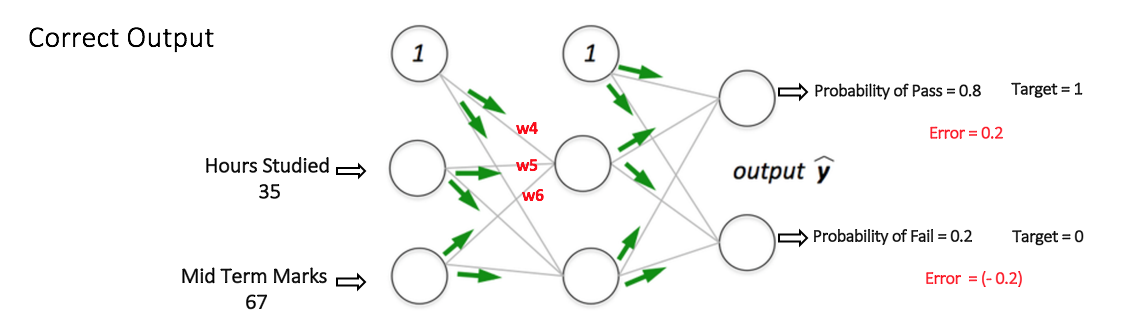 Correct Output
1
1
Probability of Pass = 0.8 Target = 1
Error = 0.2
w4
Hours Studied
35
w5
output ŷ
w6
Probability of Fail = 0.2 Target = 0
Mid Term Marks
67
Error = (- 0.2)